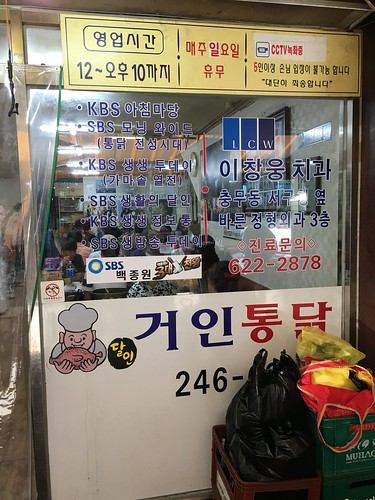 영업시간
12~오후10까지
매주일요일
휴무
CCTV녹화중
5인이상 손님 입장이 불가능 합니다
"대단히 죄송합니다"
• KBS 아침마당
• SBS 모닝 와이드
(통닭 전성시대)
• KBS 생생 투데이
(가마솥 열전)
• SBS 생활의 달인
• KBS 생생 정보통
• SBS 생방송 투데이
SBS
백종원
LCW
이창웅치과
충무동 서구청 옆
바른 정형외과 3층
◇진료문의◇
622-2878
달인
거인통닭
246-
MUHAK